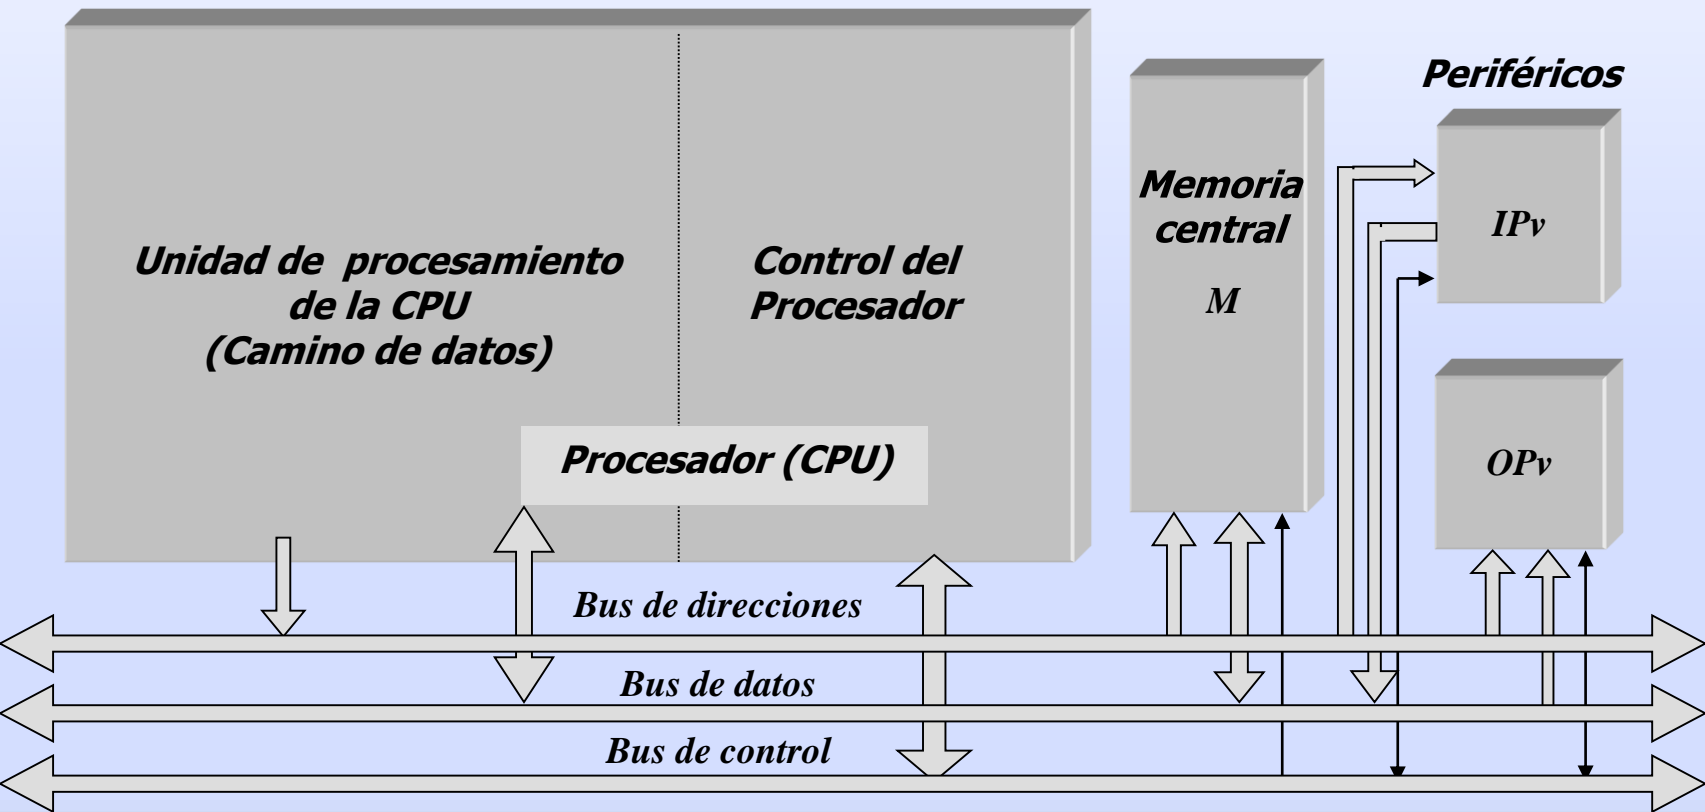 Unidad de procesamiento
de la CPU
(Camino de datos)
Control del
Procesador
Procesador (CPU)
Memoria
central
M
Periféricos
IPv
OPv
Bus de direcciones
Bus de datos
Bus de control